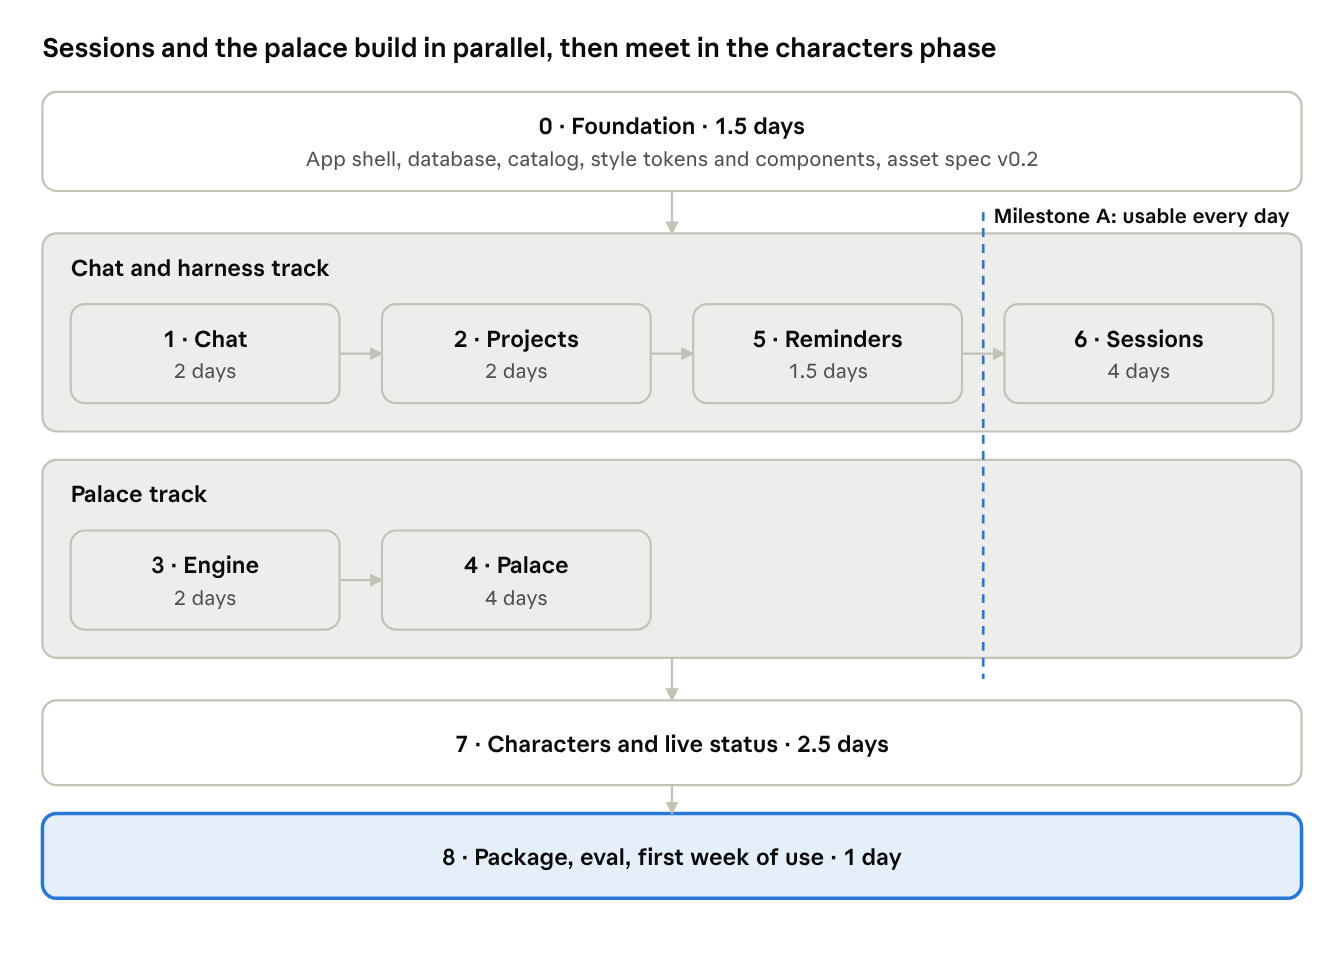 Sessions and the palace build in parallel, then meet in the characters phase
0 · Foundation · 1.5 days
App shell, database, catalog, style tokens and components, asset spec v0.2
Milestone A: usable every day
Chat and harness track
1 · Chat
2 days
2 · Projects
2 days
5 · Reminders
1.5 days
6 · Sessions
4 days
Palace track
3 · Engine
2 days
4 · Palace
4 days
7 · Characters and live status · 2.5 days
8 · Package, eval, first week of use · 1 day